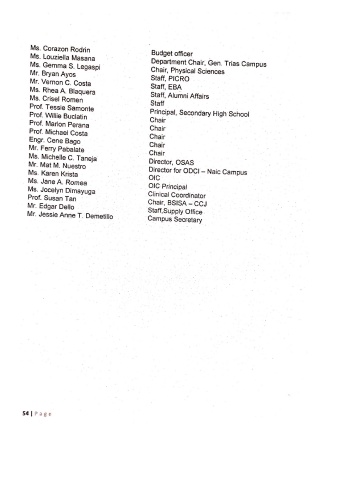 Ms. Corazon Rodrin Budget officer
Ms. Louziella Masana Department Chair, Gen. Trias Campus
Ms. Gemma S. Legaspi Chair, Physical Sciences
Mr. Bryan Ayos Staff, PICRO
Mr. Vernon C. Costa Staff, EBA
Ms. Rhea A. Blaquera Staff, Alumni Affairs
Ms. Crisel Romen Staff
Prof. Tessie Samonte Principal, Secondary High School
Prof. Willie Buclatin Chair
Prof. Marlon Perana Chair
Prof. Michael Costa Chair
Engr. Cene Bago Chair
Mr. Ferry Pabalate Chair
Ms. Michelle C. Taneja Director, OSAS
Mr. Mat M. Nuestro Director for ODCI – Naic Campus
Ms. Karen Krista OIC
Ms. Jane A. Romea OIC Principal
Ms. Jocelyn Dimayuga Clinical Coordinator
Prof. Susan Tan Chair, BSISA – CCJ
Mr. Edgar Dello Staff,Supply Office
Mr. Jessie Anne T. Demetillo Campus Secretary
54 | Page